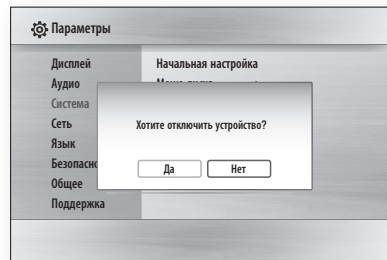 Параметры
Дисплей
Начальная настройка
Аудио
Система
Сеть
Хотите отключить устройство?
Язык
Да
Нет
Общее
Поддержка